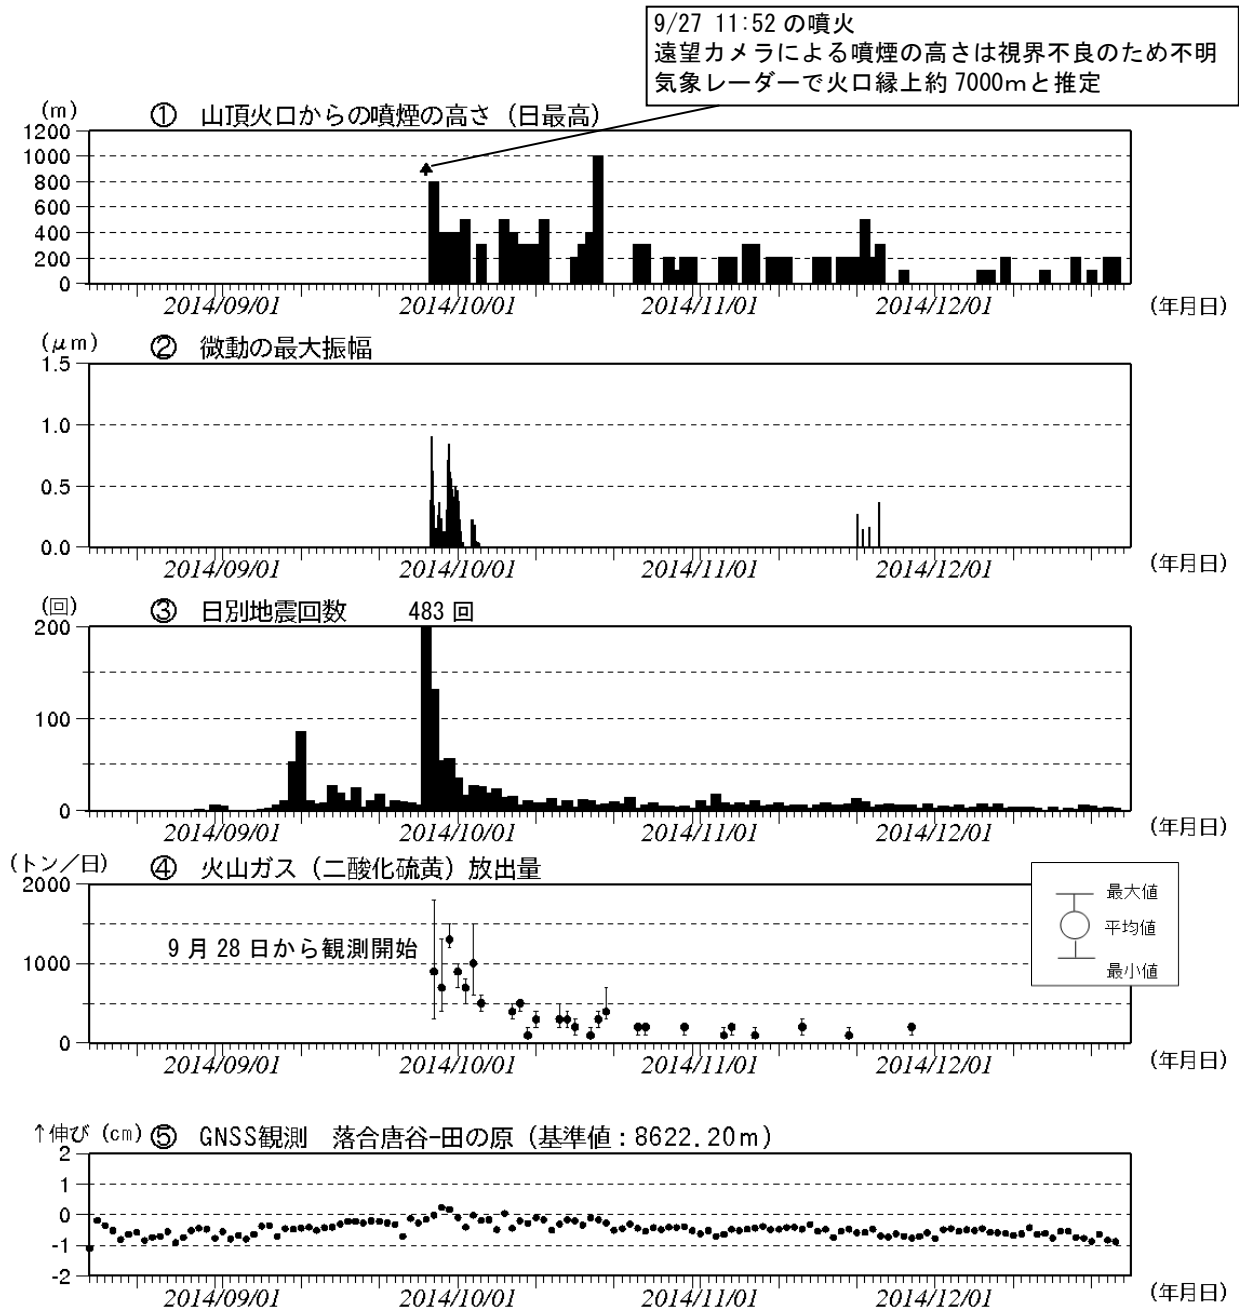 9/27 11:52 の噴火
遠望カメラによる噴煙の高さは視界不良のため不明
気象レーダーで火口縁上約 7000mと推定
(m) ① 山頂火口からの噴煙の高さ（日最高）
1200
1000
800
600
400
200
0
2014/09/01 2014/10/01 2014/11/01 2014/12/01 (年月日)
(μm) ② 微動の最大振幅
1.5
1.0
0.5
0.0
2014/09/01 2014/10/01 2014/11/01 2014/12/01 (年月日)
(回) ③ 日別地震回数 483 回
200
100
0
2014/09/01 2014/10/01 2014/11/01 2014/12/01 (年月日)
(トン／日) ④ 火山ガス（二酸化硫黄）放出量
2000
1000
0
9 月 28 日から観測開始
最大値
平均値
最小値
2014/09/01 2014/10/01 2014/11/01 2014/12/01 (年月日)
↑伸び (cm) ⑤ GNSS観測 落合唐谷-田の原（基準値：8622.20m）
2
1
0
-1
-2
2014/09/01 2014/10/01 2014/11/01 2014/12/01 (年月日)